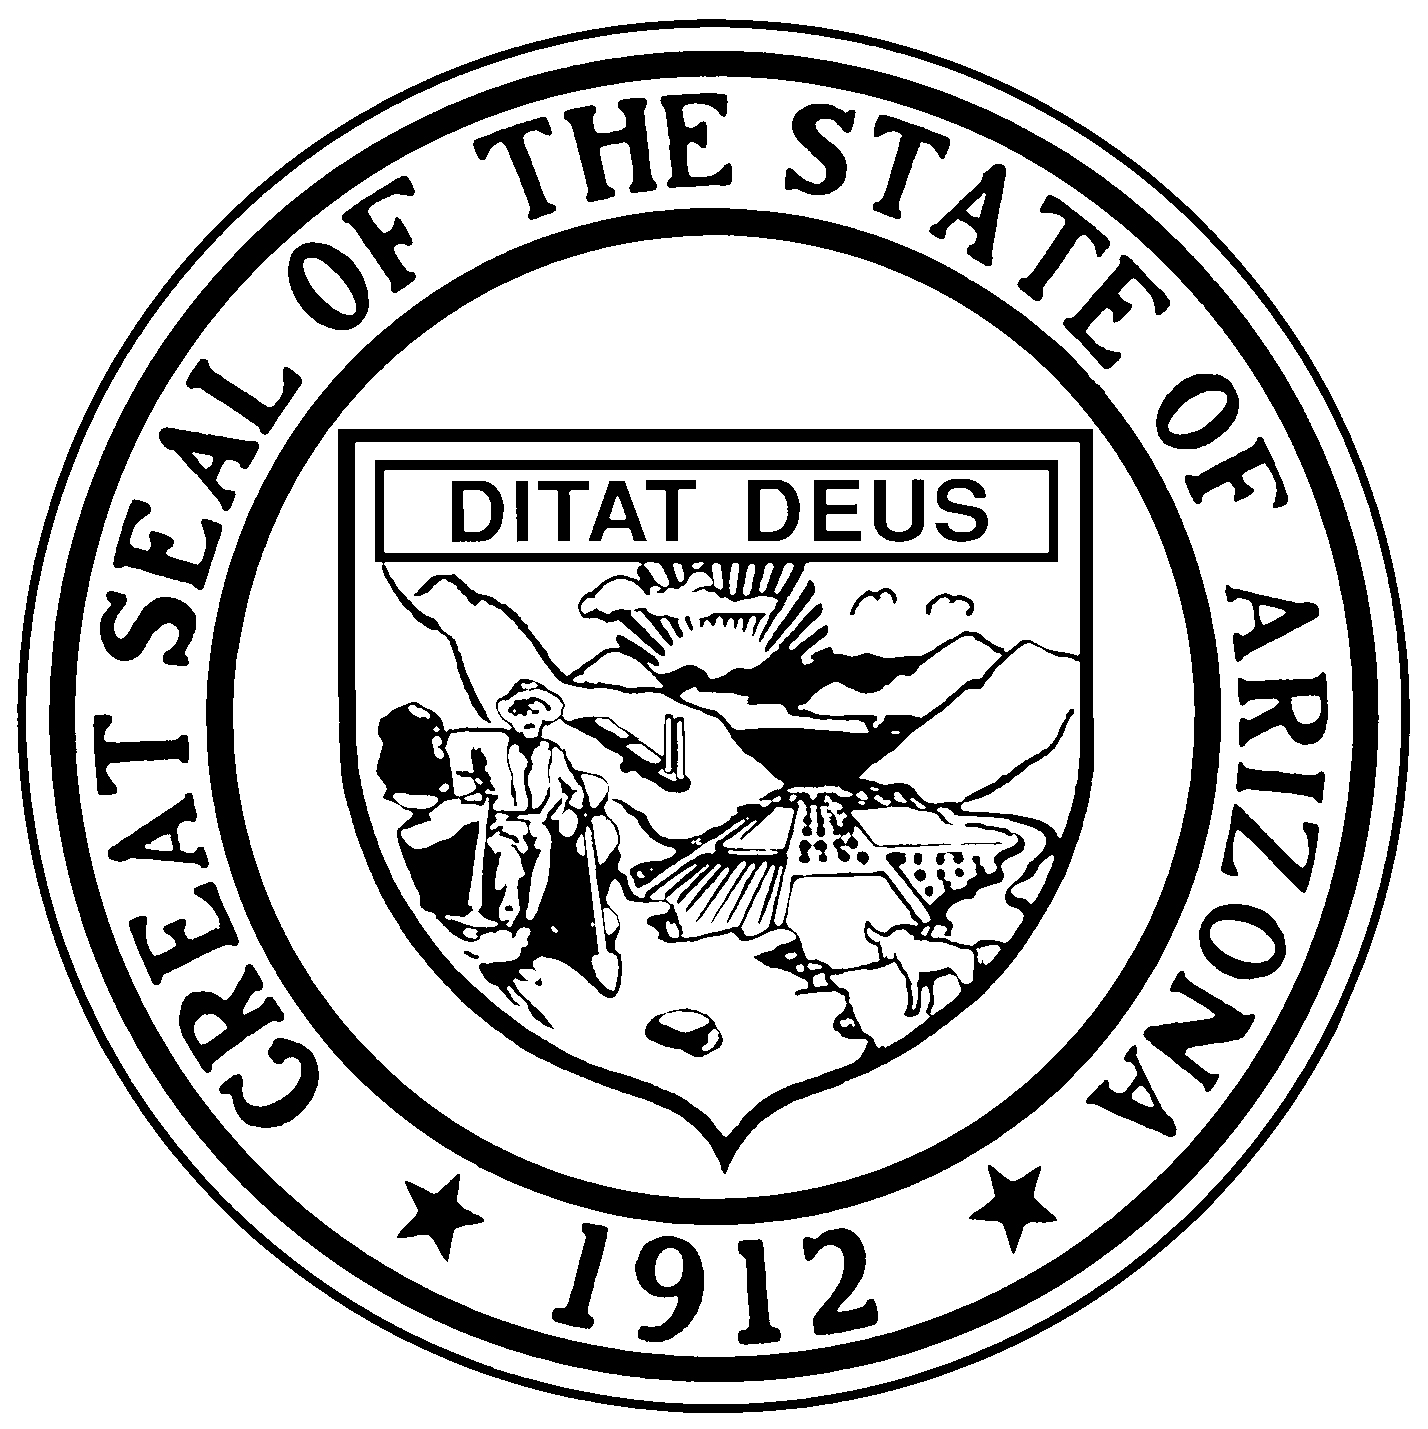 GREAT SEAL OF THE STATE OF ARIZONA
DITAT DEUS
1912